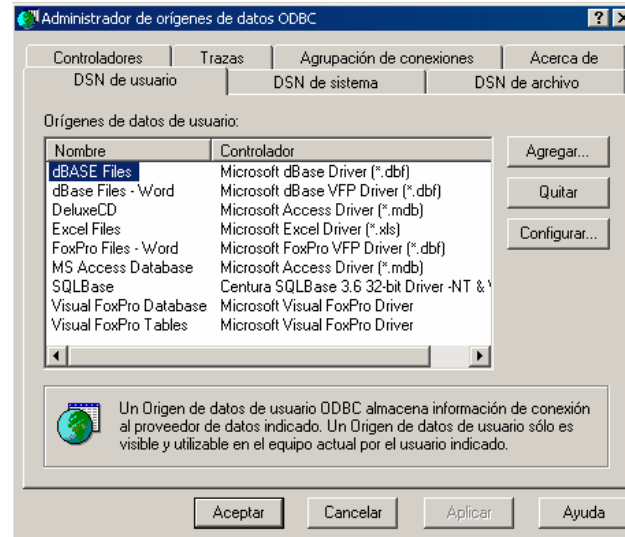 Administrador de orígenes de datos ODBC
Controladores Trazas Agrupación de conexiones Acerca de
DSN de usuario DSN de sistema DSN de archivo
Orígenes de datos de usuario:
Nombre Controlador
dBASE Files Microsoft dBase Driver (*.dbf)
dBase Files - Word Microsoft dBase VFP Driver (*.dbf)
DeluxeCD Microsoft Access Driver (*.mdb)
Excel Files Microsoft Excel Driver (*.xls)
FoxPro Files - Word Microsoft FoxPro VFP Driver (*.dbf)
MS Access Database Microsoft Access Driver (*.mdb)
SQLBase Centura SQLBase 3.6 32-bit Driver -NT &
Visual FoxPro Database Microsoft Visual FoxPro Driver
Visual FoxPro Tables Microsoft Visual FoxPro Driver
Agregar...
Quitar
Configurar...
Un Origen de datos de usuario ODBC almacena información de conexión
al proveedor de datos indicado. Un Origen de datos de usuario sólo es
visible y utilizable en el equipo actual por el usuario indicado.
Aceptar Cancelar Aplicar Ayuda